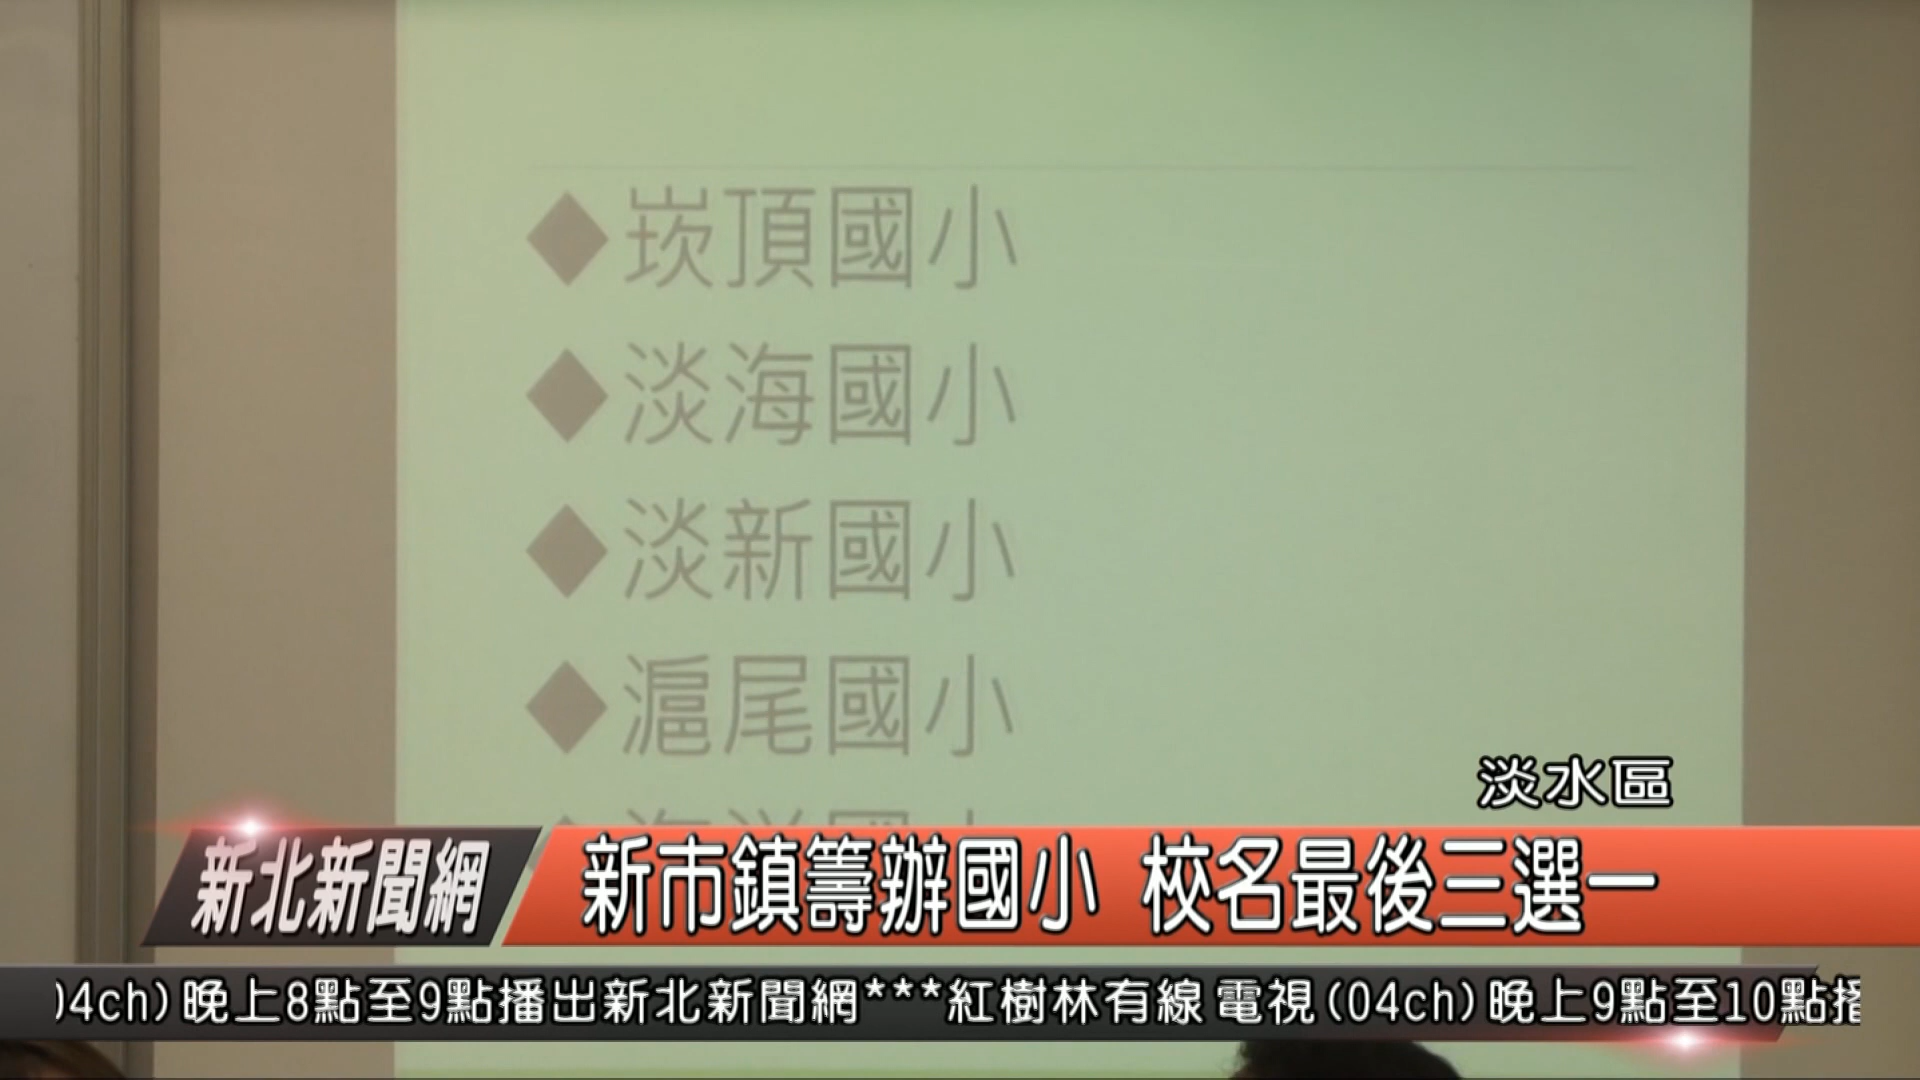 ◆崁頂國小
◆淡海國小
◆淡新國小
◆滬尾國小
淡水區
新北新聞網
新市鎮籌辦國小 校名最後三選一
04ch)晚上8點至9點播出新北新聞網***紅樹林有線電視(04ch)晚上9點至10點播